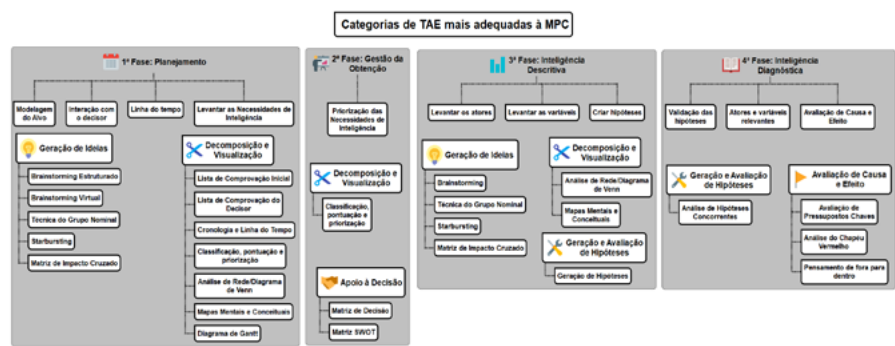 Categorias de TAE mais adequadas à MPC
1ª Fase: Planejamento
Modelagem
do Alvo
Interação com
o decisor
Linha do tempo
Levantar as Necessidades de
Inteligência
Geração de Ideias
Brainstorming Estruturado
Brainstorming Virtual
Técnica do Grupo Nominal
Starbursting
Matriz de Impacto Cruzado
Decomposição e
Visualização
Lista de Comprovação Inicial
Lista de Comprovação do
Decisor
Cronologia e Linha do Tempo
Classificação, pontuação e
priorização
Análise de Rede/Diagrama
de Venn
Mapas Mentais e Conceituais
Diagrama de Gantt
2ª Fase: Gestão da
Obtenção
Priorização das
Necessidades de
Inteligência
Decomposição e
Visualização
Classificação,
pontuação e
priorização
Apoio à Decisão
Matriz de Decisão
Matriz SWOT
3ª Fase: Inteligência
Descritiva
Levantar os atores
Levantar as variáveis
Criar hipóteses
Geração de Ideias
Brainstorming
Técnica do Grupo Nominal
Starbursting
Matriz de Impacto Cruzado
Decomposição e
Visualização
Análise de Rede/Diagrama
de Venn
Mapas Mentais e
Conceituais
Geração e Avaliação
de Hipóteses
Geração de Hipóteses
4ª Fase: Inteligência
Diagnóstica
Validação das
hipóteses
Atores e variáveis
relevantes
Avaliação de Causa e
Efeito
Geração e Avaliação
de Hipóteses
Análise de Hipóteses
Concorrentes
Avaliação de Causa
e Efeito
Avaliação de
Pressupostos Chaves
Análise do Chapéu
Vermelho
Pensamento de fora para
dentro